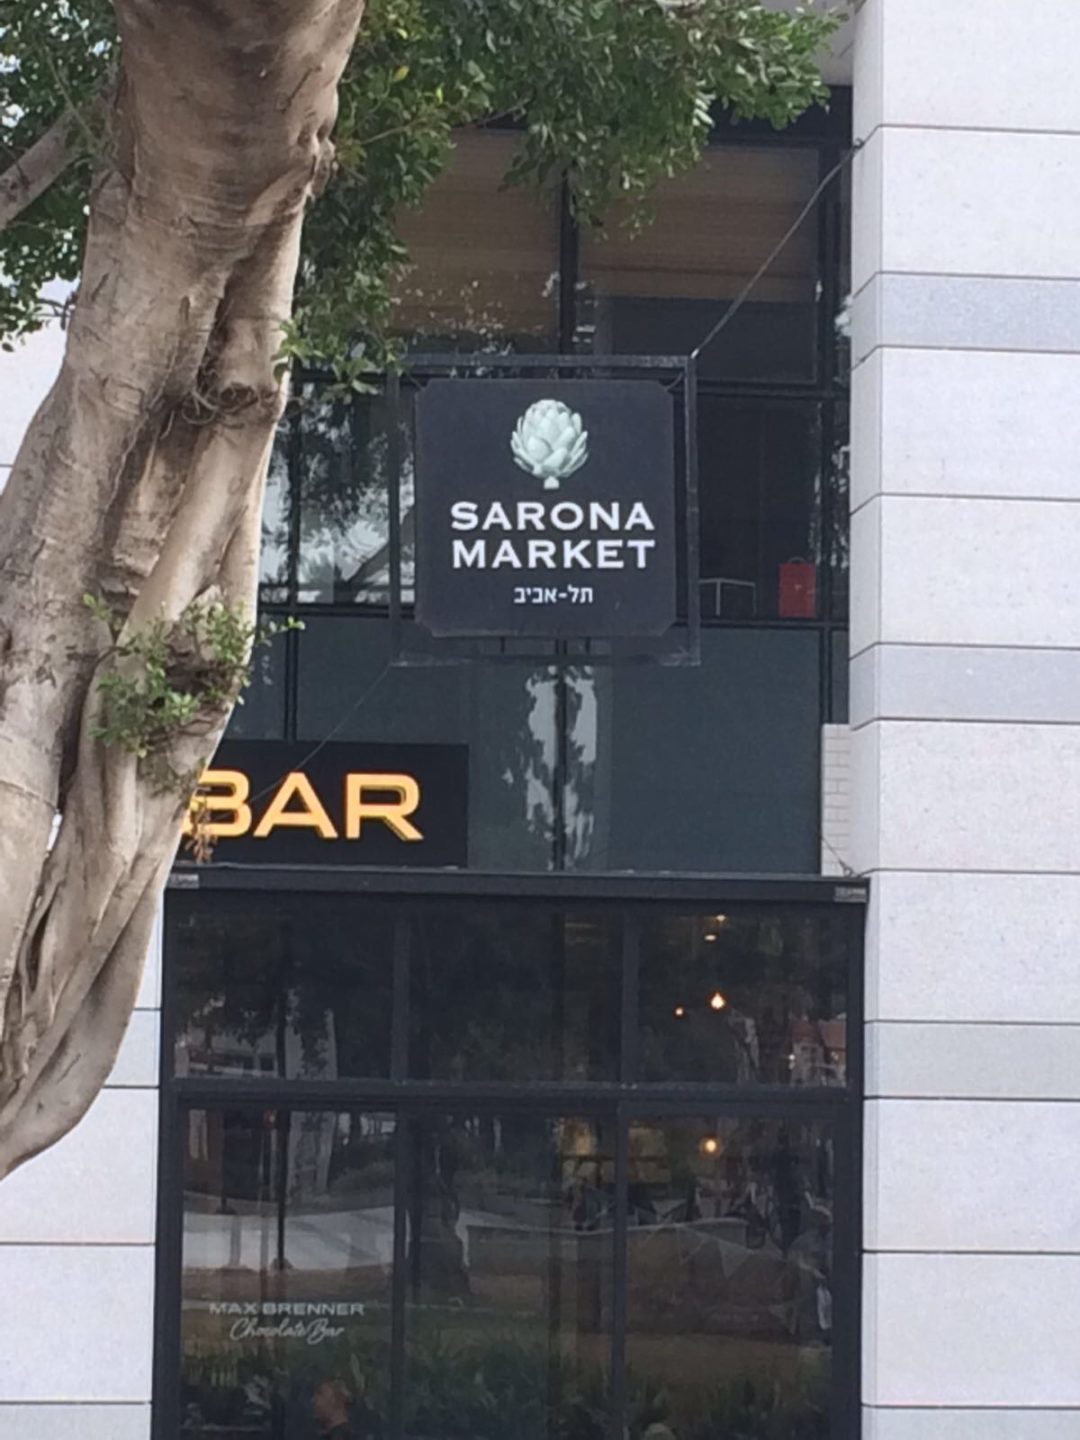 SARONA
MARKET
תל-אביב
BAR
MAX BRENNER
Chocolate Bar